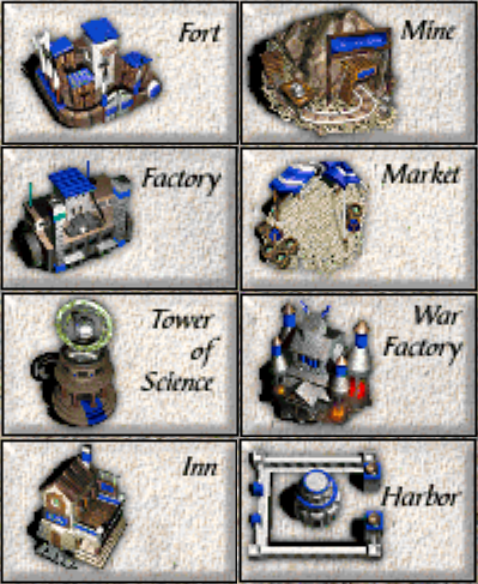 Fort
Mine
Factory
Market
Tower
of
Science
War
Factory
Inn
Harbor